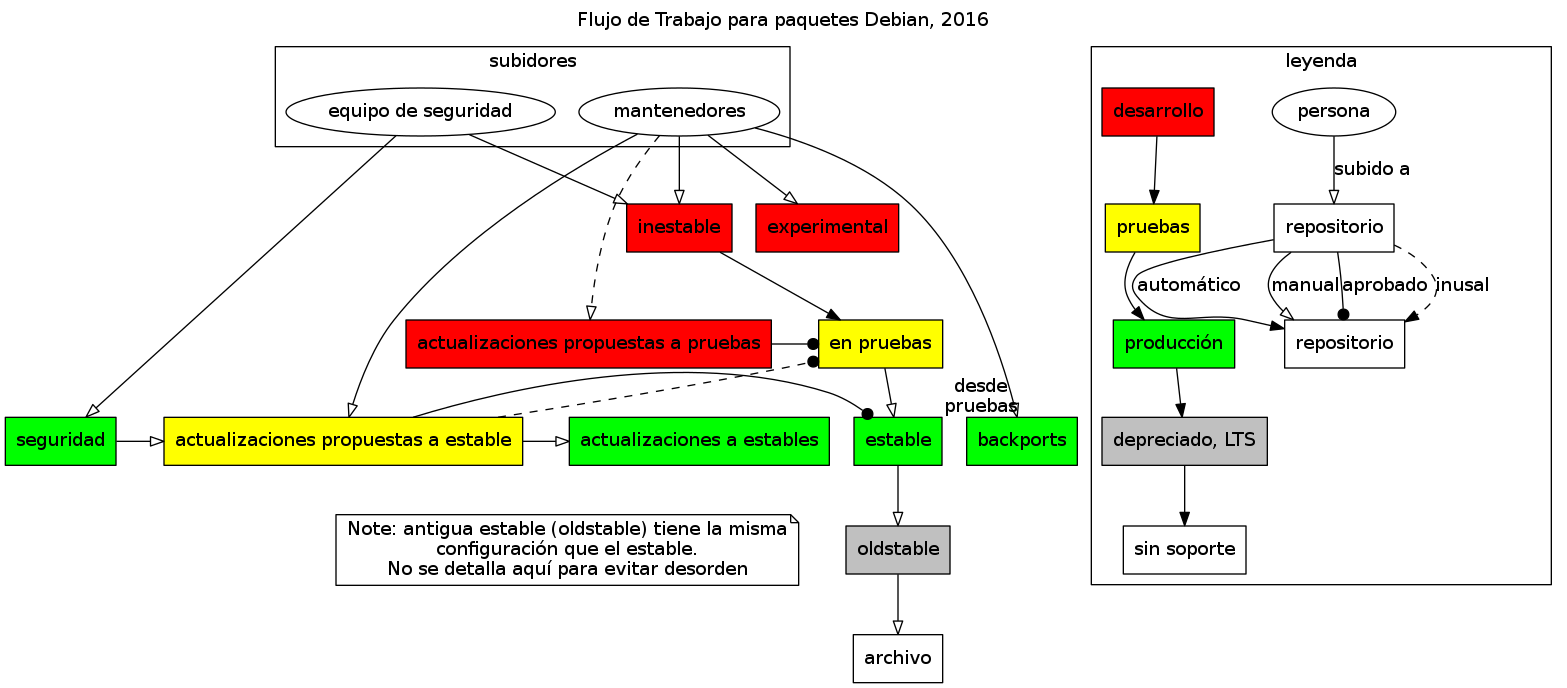 Flujo de Trabajo para paquetes Debian, 2016
subidores
equipo de seguridad
mantenedores
inestable
experimental
actualizaciones propuestas a pruebas
en pruebas
desde
pruebas
seguridad
actualizaciones propuestas a estable
actualizaciones a estables
estable
backports
Note: antigua estable (oldstable) tiene la misma
configuración que el estable.
No se detalla aquí para evitar desorden
oldstable
archivo
leyenda
desarrollo
persona
subido a
pruebas
repositorio
automático
manual
aprobado
inusal
producción
repositorio
depreciado, LTS
sin soporte